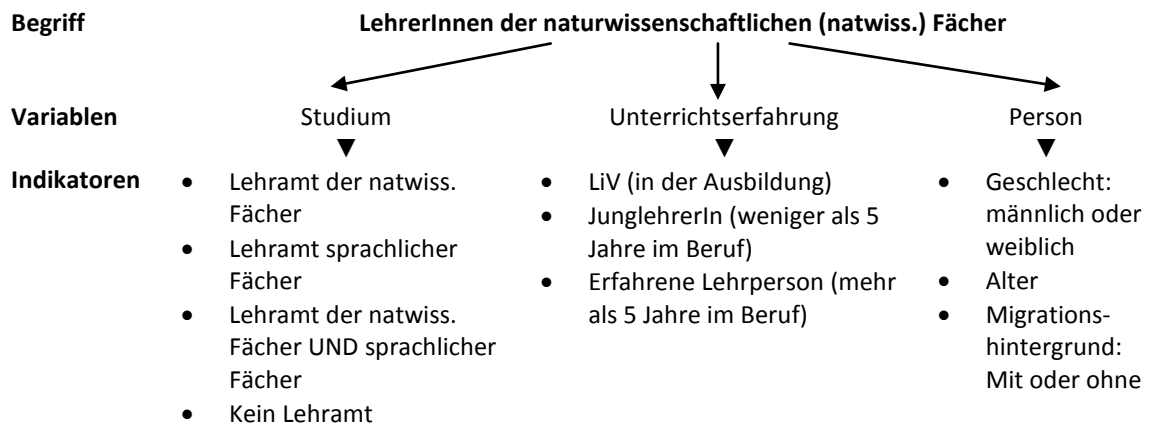 Begriff LehrerInnen der naturwissenschaftlichen (natwiss.) Fächer
Variablen Studium Unterrichtserfahrung Person
Indikatoren
• Lehramt der natwiss.
Fächer
• Lehramt sprachlicher
Fächer
• Lehramt der natwiss.
Fächer UND sprachlicher
Fächer
• Kein Lehramt
• LiV (in der Ausbildung)
• JunglehrerIn (weniger als 5
Jahre im Beruf)
• Erfahrene Lehrperson (mehr
als 5 Jahre im Beruf)
• Geschlecht:
männlich oder
weiblich
• Alter
• Migrations-
hintergrund:
Mit oder ohne